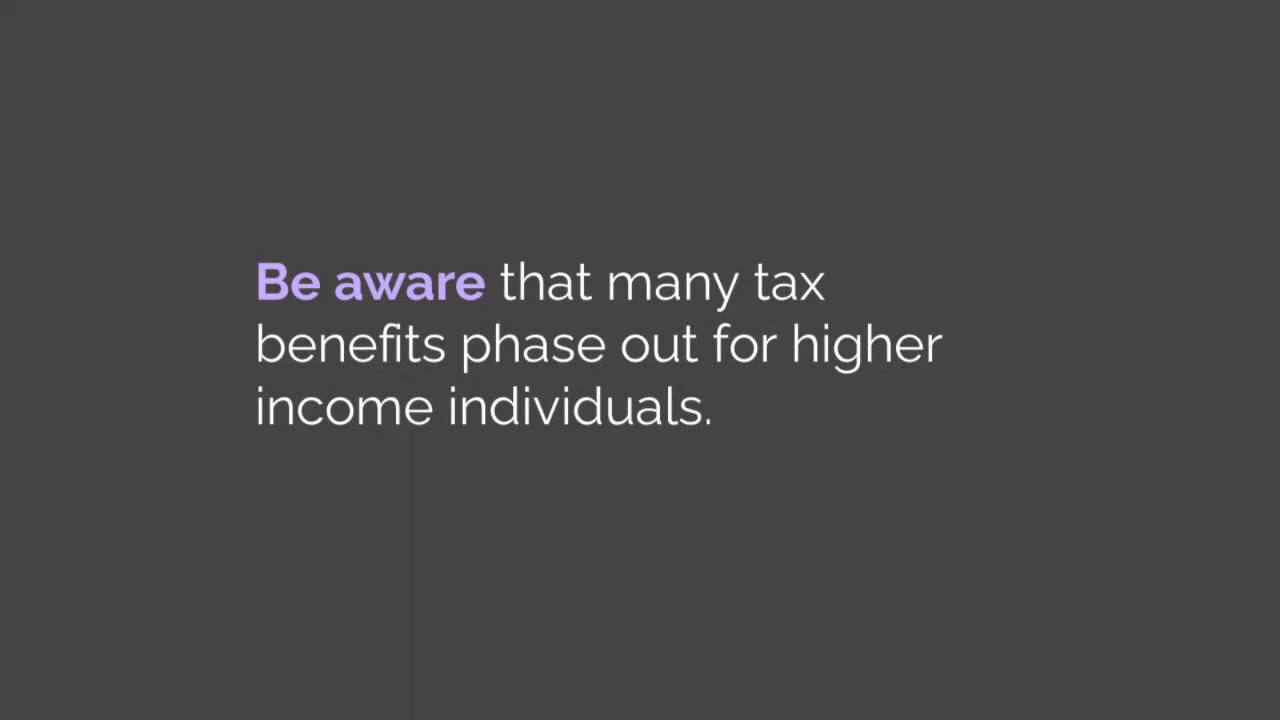 Be aware that many tax
benefits phase out for higher
income individuals.